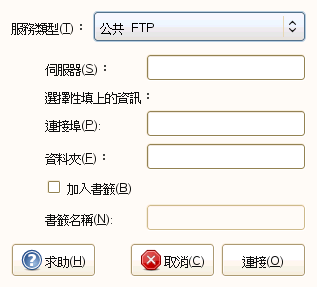 服務類型(T)： 公共 FTP
伺服器(S)：
選擇性填上的資訊：
連接埠(P):
資料夾(F)：
加入書籤(B)
書籤名稱(N):
求助(H) 取消(C) 連接(O)